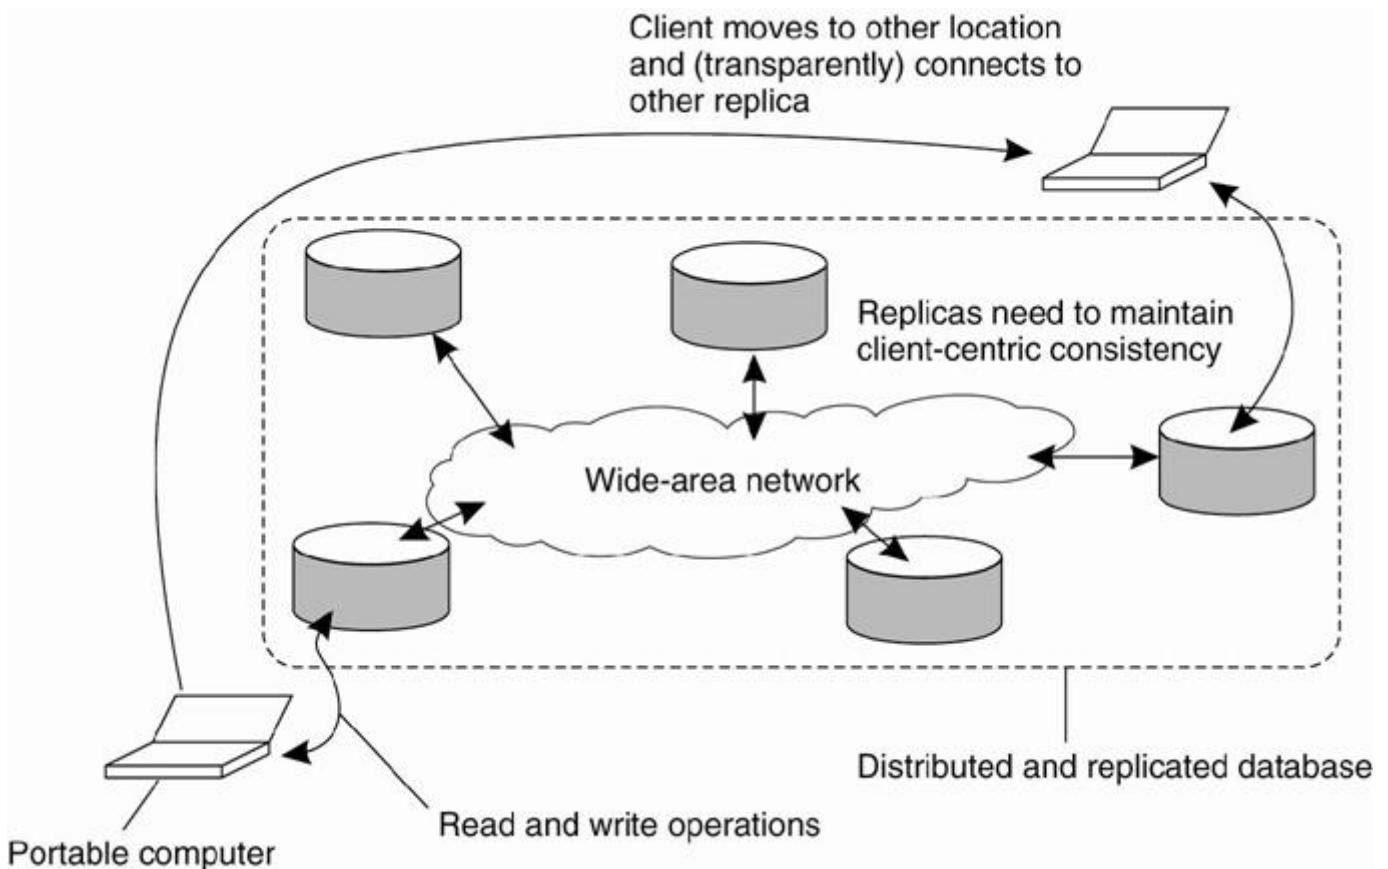 Client moves to other location
and (transparently) connects to
other replica
Replicas need to maintain
client-centric consistency
Wide-area network
Distributed and replicated database
Read and write operations
Portable computer